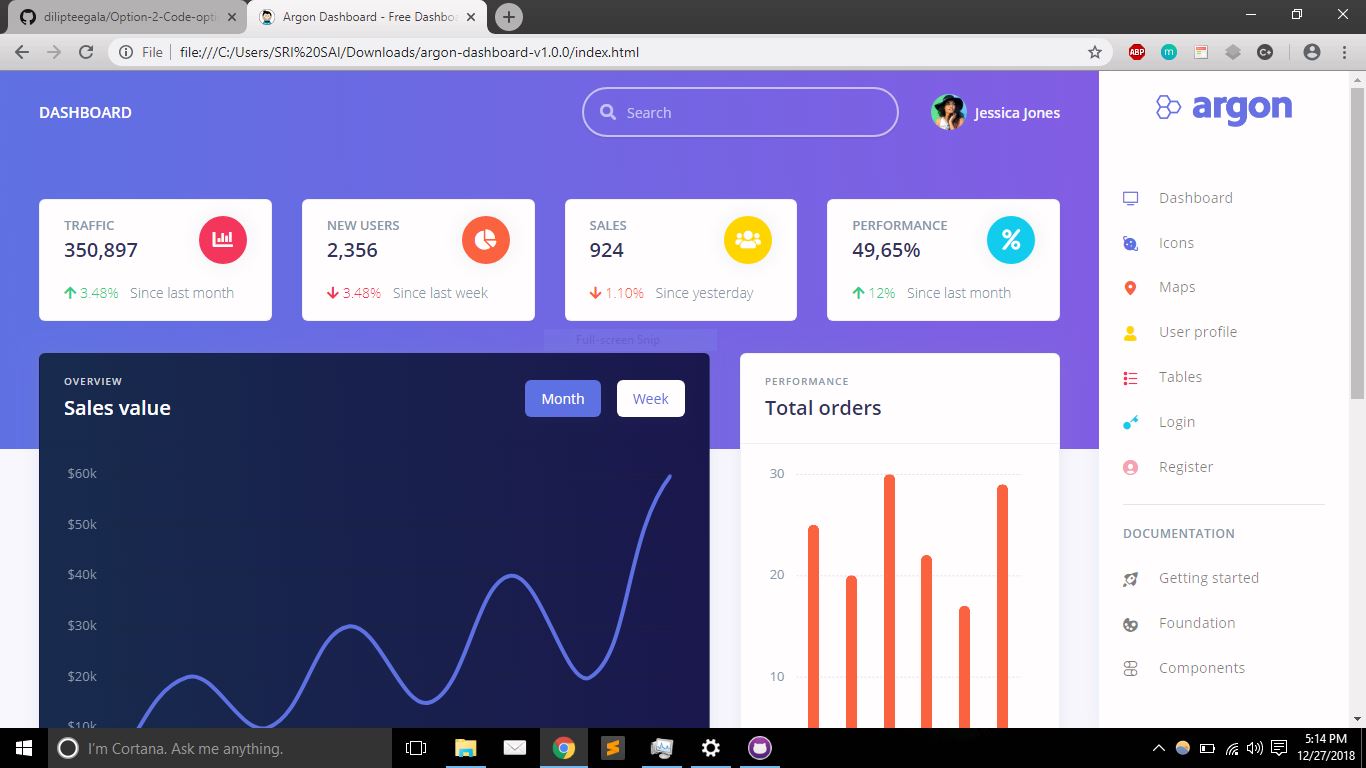 dilipteegala/Option-2-Code-opti
Argon Dashboard - Free Dashbo
File
file:///C:/Users/SRI%20SAI/Downloads/argon-dashboard-v1.0.0/index.html
ABP
m
C+
DASHBOARD
Search
Jessica Jones
argon
TRAFFIC
350,897
3.48% Since last month
NEW USERS
2,356
3.48% Since last week
SALES
924
1.10% Since yesterday
PERFORMANCE
49,65%
12% Since last month
Full-screen Snip
OVERVIEW
Sales value
Month
Week
$60k
$50k
$40k
$30k
$20k
$10k
PERFORMANCE
Total orders
30
20
10
Dashboard
Icons
Maps
User profile
Tables
Login
Register
DOCUMENTATION
Getting started
Foundation
Components
I'm Cortana. Ask me anything.
5:14 PM
12/27/2018